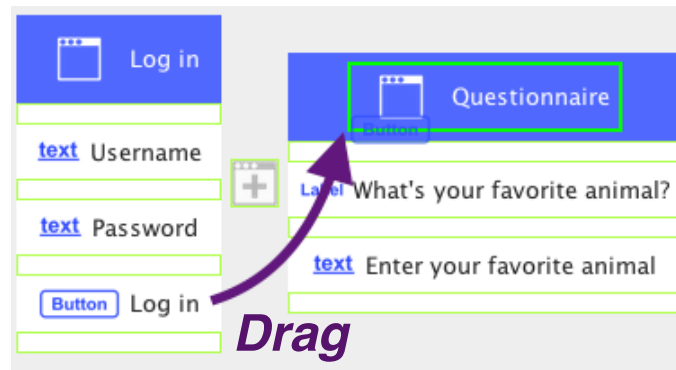 Log in
text Username
text Password
Button Log in
Drag
Questionnaire
Button
Label What's your favorite animal?
text Enter your favorite animal